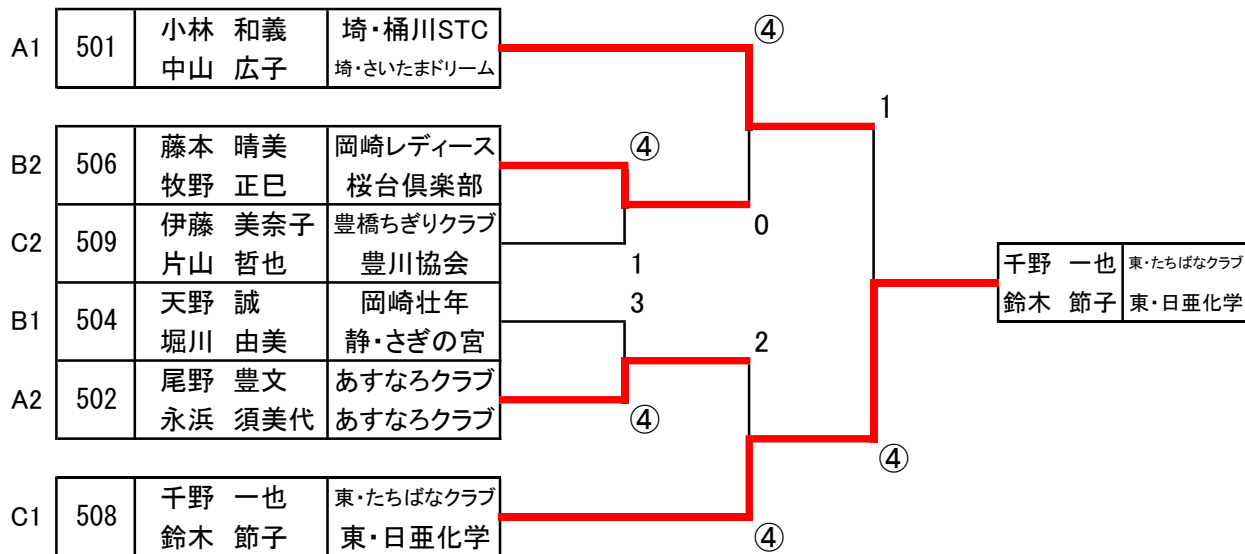 ④
A1 501 小林 和義 埼・桶川STC
中山 広子 埼・さいたまドリーム
1
B2 506 藤本 晴美 岡崎レディース ④
牧野 正巳 桜台倶楽部
0
C2 509 伊藤 美奈子 豊橋ちぎりクラブ
片山 哲也 豊川協会 1
千野 一也 東・たちばなクラブ
鈴木 節子 東・日亜化学
B1 504 天野 誠 岡崎壮年 3
堀川 由美 静・さぎの宮 2
A2 502 尾野 豊文 あすなろクラブ
永浜 須美代 あすなろクラブ ④
④
C1 508 千野 一也 東・たちばなクラブ
鈴木 節子 東・日亜化学 ④